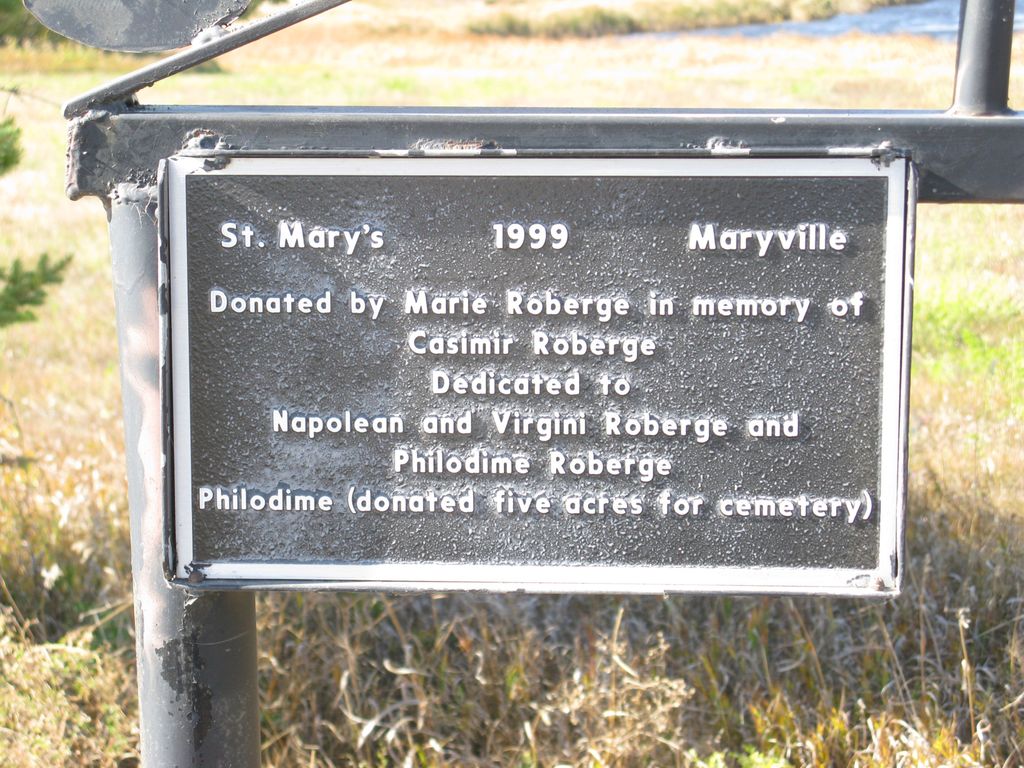 St. Mary's 1999 Maryville
Donated by Marie Roberge in memory of
Casimir Roberge
Dedicated to
Napolean and Virgini Roberge and
Philodime Roberge
Philodime (donated five acres for cemetery)